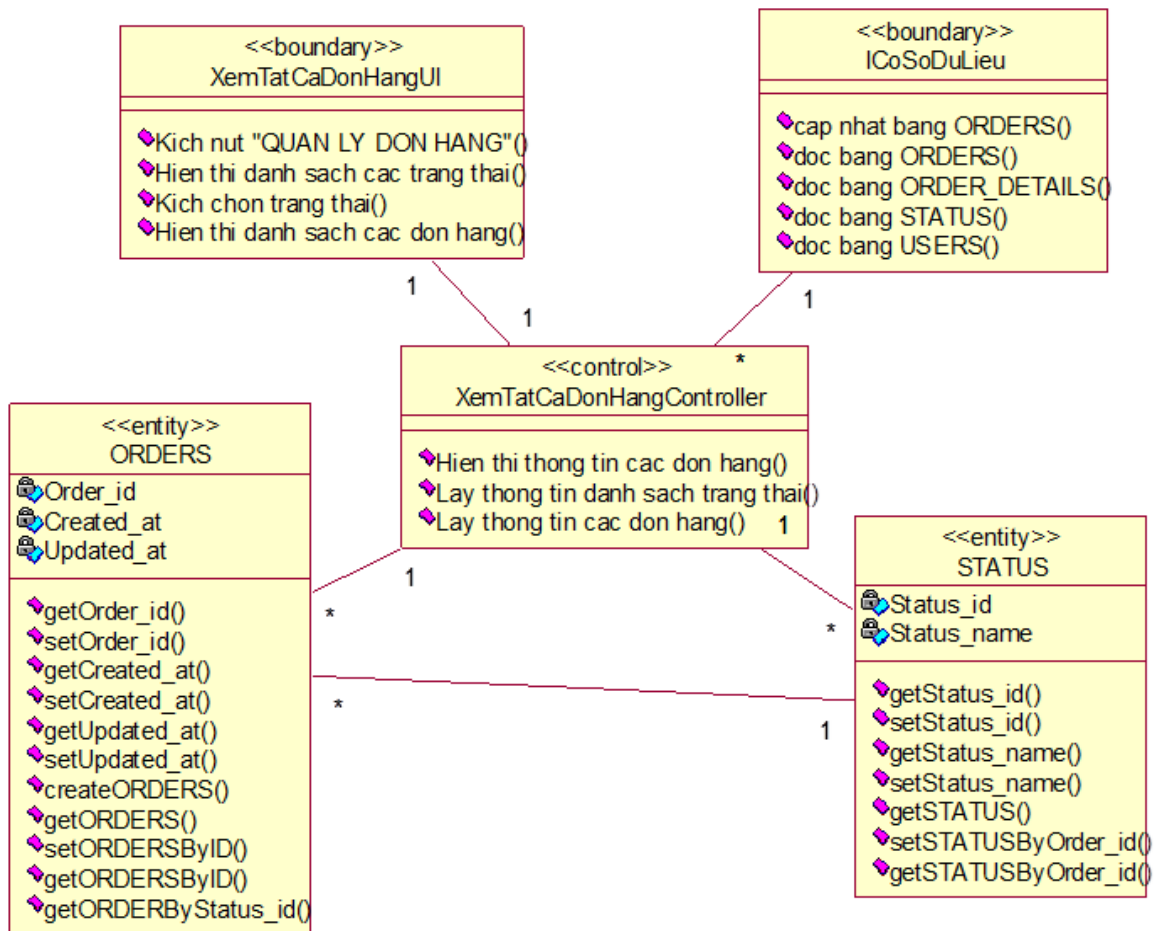 <<boundary>>
XemTatCaDonHangUI
Kich nut "QUAN LY DON HANG"()
Hien thi danh sach cac trang thai()
Kich chon trang thai()
Hien thi danh sach cac don hang()
<<boundary>>
ICoSoDuLieu
cap nhat bang ORDERS()
doc bang ORDERS()
doc bang ORDER_DETAILS()
doc bang STATUS()
doc bang USERS()
1
1
1
*
<<control>>
XemTatCaDonHangController
Hien thi thong tin cac don hang()
Lay thong tin danh sach trang thai()
Lay thong tin cac don hang()
1
*
1
*
<<entity>>
ORDERS
Order_id
Created_at
Updated_at
getOrder_id()
setOrder_id()
getCreated_at()
setCreated_at()
getUpdated_at()
setUpdated_at()
createORDERS()
getORDERS()
setORDERSByID()
getORDERSByID()
getORDERByStatus_id()
*
1
<<entity>>
STATUS
Status_id
Status_name
getStatus_id()
setStatus_id()
getStatus_name()
setStatus_name()
getSTATUS()
setSTATUSByOrder_id()
getSTATUSByOrder_id()